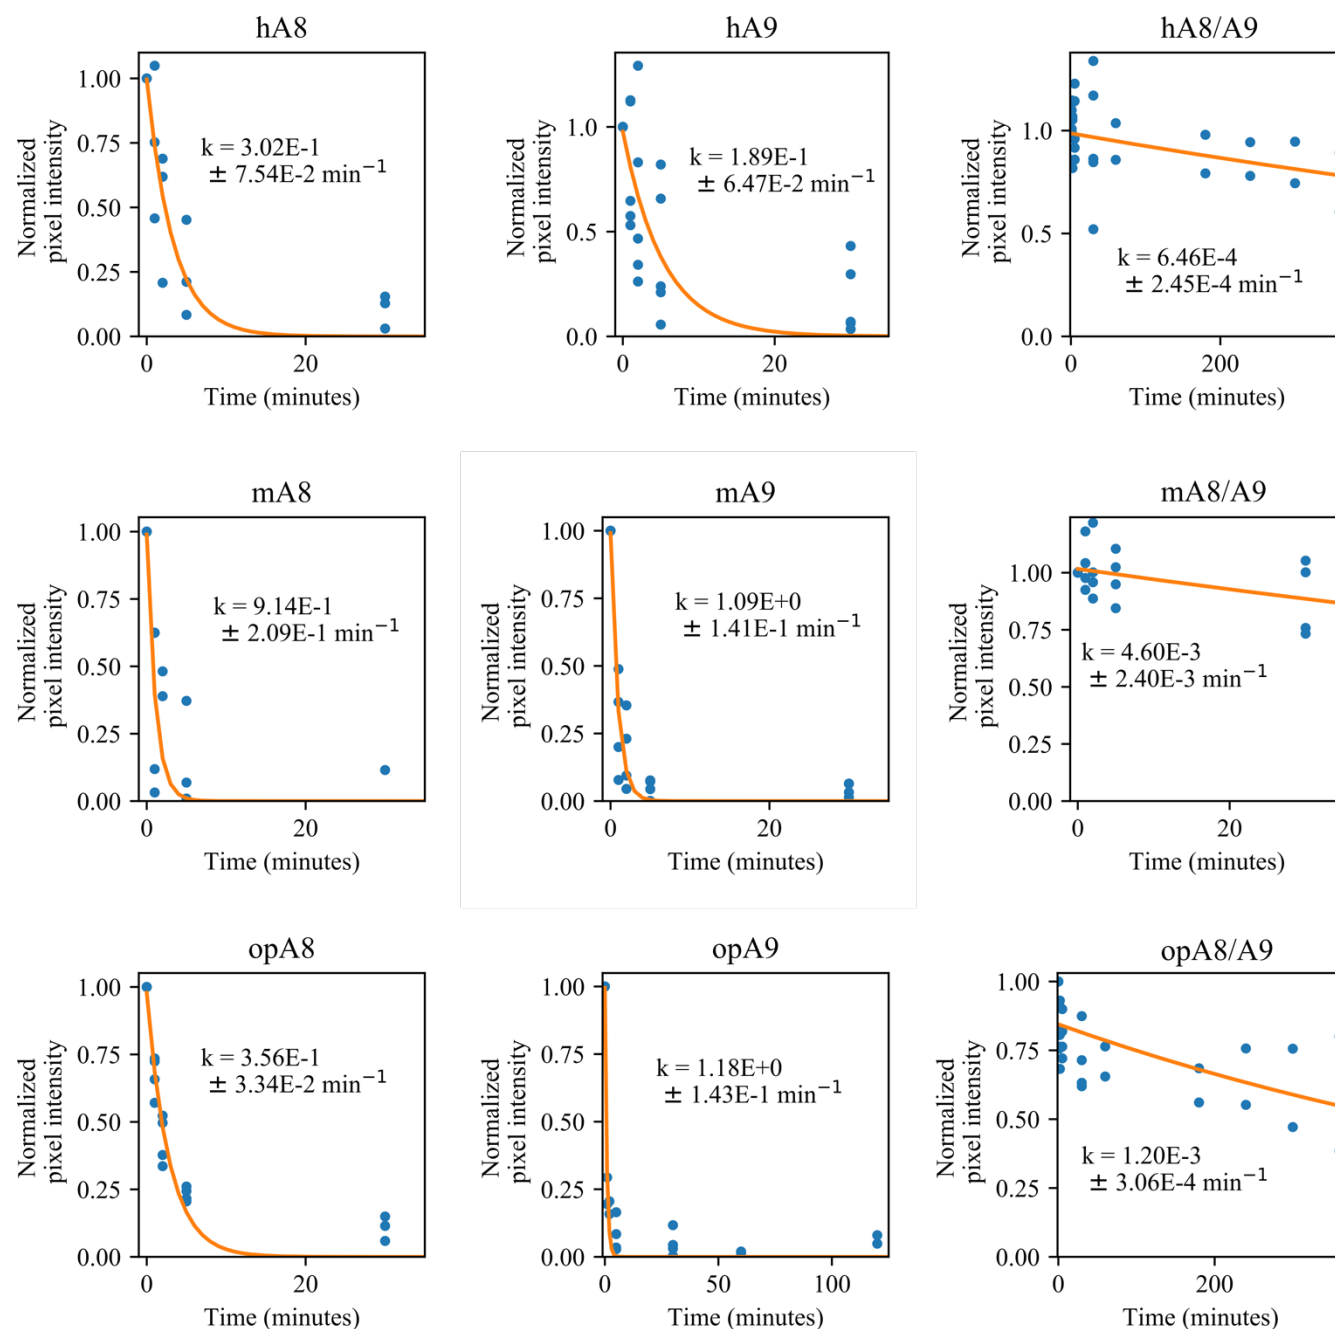 hA8
1.00
0.75
0.50
0.25
0.00
Normalized
pixel intensity
k = 3.02E-1
± 7.54E-2 min⁻¹
0 20
Time (minutes)
hA9
1.0
0.5
0.0
Normalized
pixel intensity
k = 1.89E-1
± 6.47E-2 min⁻¹
0 20
Time (minutes)
hA8/A9
1.0
0.5
0.0
Normalized
pixel intensity
k = 6.46E-4
± 2.45E-4 min⁻¹
0 200
Time (minutes)
mA8
1.00
0.75
0.50
0.25
0.00
Normalized
pixel intensity
k = 9.14E-1
± 2.09E-1 min⁻¹
0 20
Time (minutes)
mA9
1.00
0.75
0.50
0.25
0.00
Normalized
pixel intensity
k = 1.09E+0
± 1.41E-1 min⁻¹
0 20
Time (minutes)
mA8/A9
1.00
0.75
0.50
0.25
0.00
Normalized
pixel intensity
k = 4.60E-3
± 2.40E-3 min⁻¹
0 20
Time (minutes)
opA8
1.00
0.75
0.50
0.25
0.00
Normalized
pixel intensity
k = 3.56E-1
± 3.34E-2 min⁻¹
0 20
Time (minutes)
opA9
1.00
0.75
0.50
0.25
0.00
Normalized
pixel intensity
k = 1.18E+0
± 1.43E-1 min⁻¹
0 50 100
Time (minutes)
opA8/A9
1.00
0.75
0.50
0.25
0.00
Normalized
pixel intensity
k = 1.20E-3
± 3.06E-4 min⁻¹
0 200
Time (minutes)